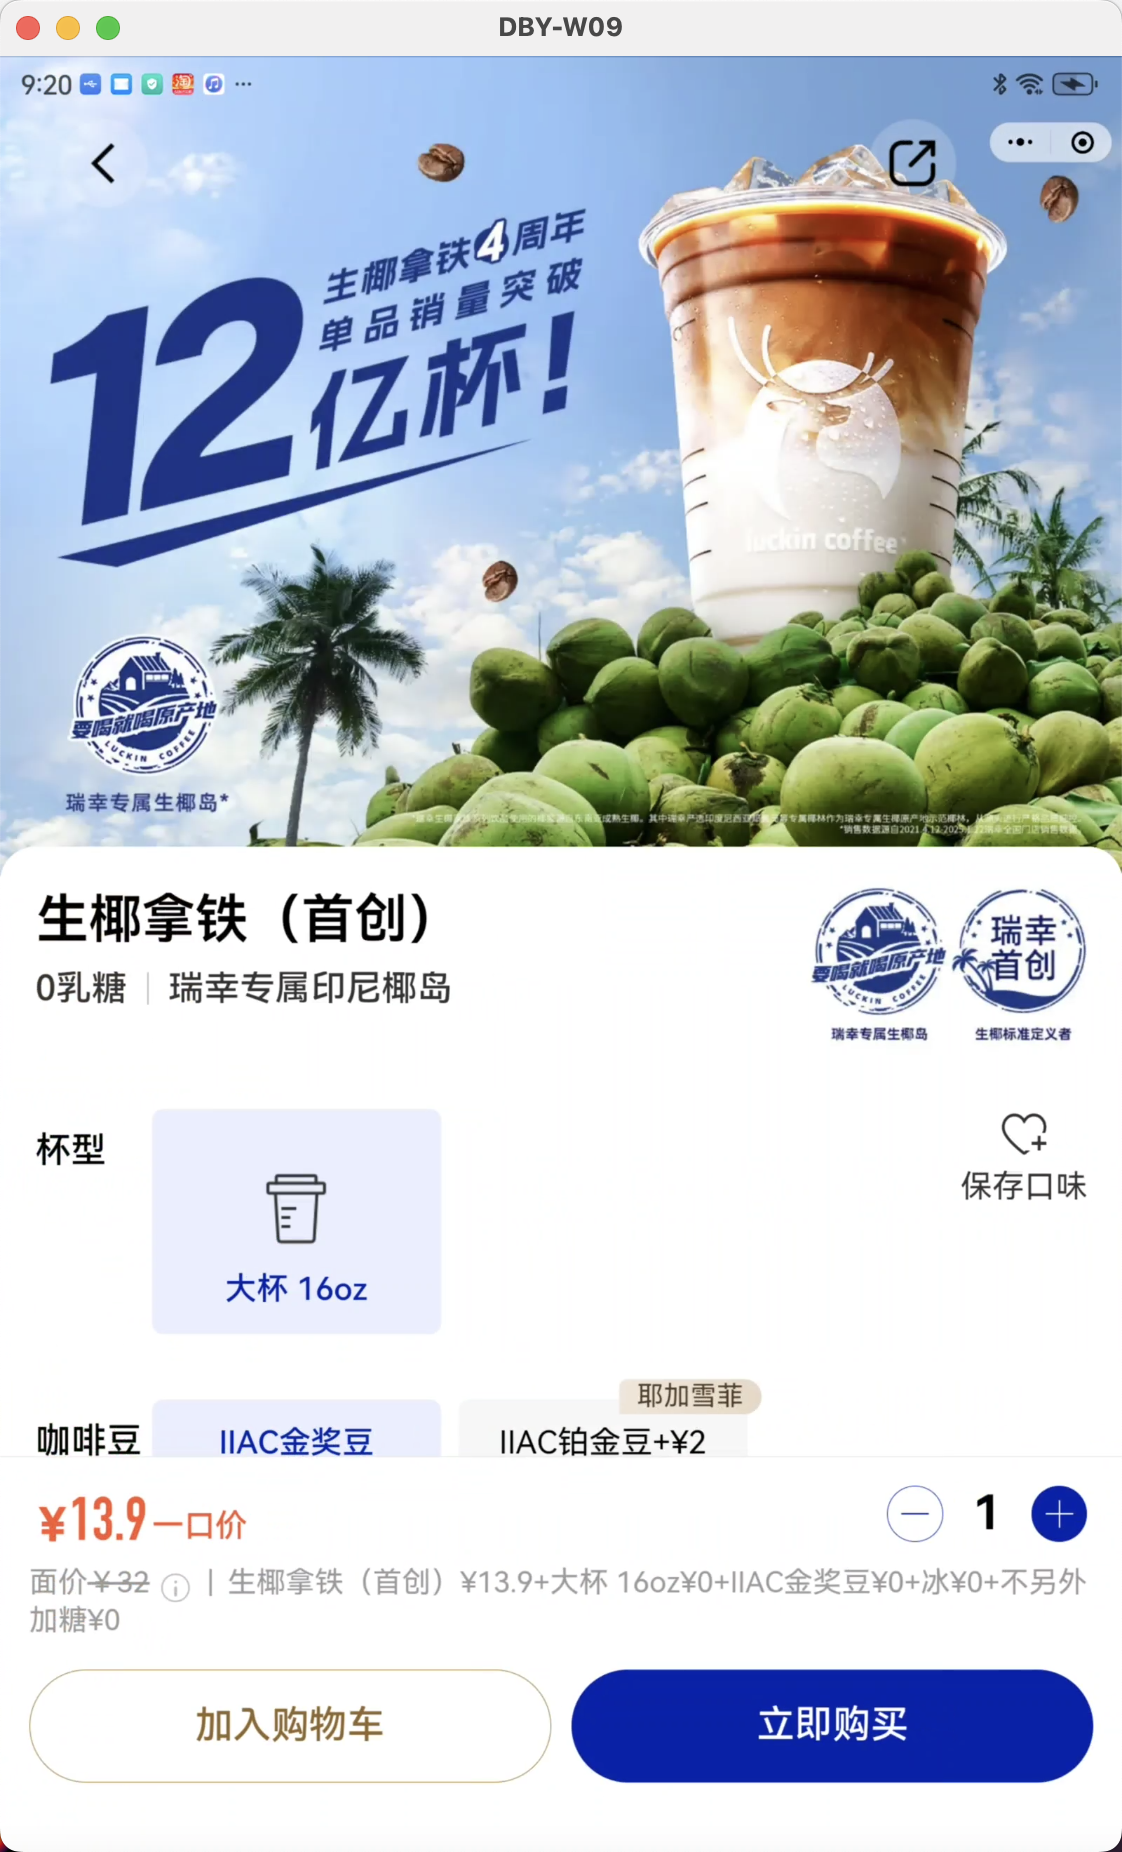 DBY-W09
9:20
生椰拿铁4周年
单品销量突破
12亿杯！
luckin coffee
要喝就喝原产地
LUCKIN COFFEE
瑞幸专属生椰岛*
生椰拿铁（首创）
0乳糖 | 瑞幸专属印尼椰岛
要喝就喝原产地
LUCKIN COFFEE
瑞幸专属生椰岛
瑞幸
首创
生椰标准定义者
杯型
大杯 16oz
保存口味
咖啡豆
IIAC金奖豆
耶加雪菲
IIAC铂金豆+¥2
¥13.9一口价
1
面价¥32 | 生椰拿铁（首创）¥13.9+大杯 16oz¥0+IIAC金奖豆¥0+冰¥0+不另外
加糖¥0
加入购物车
立即购买